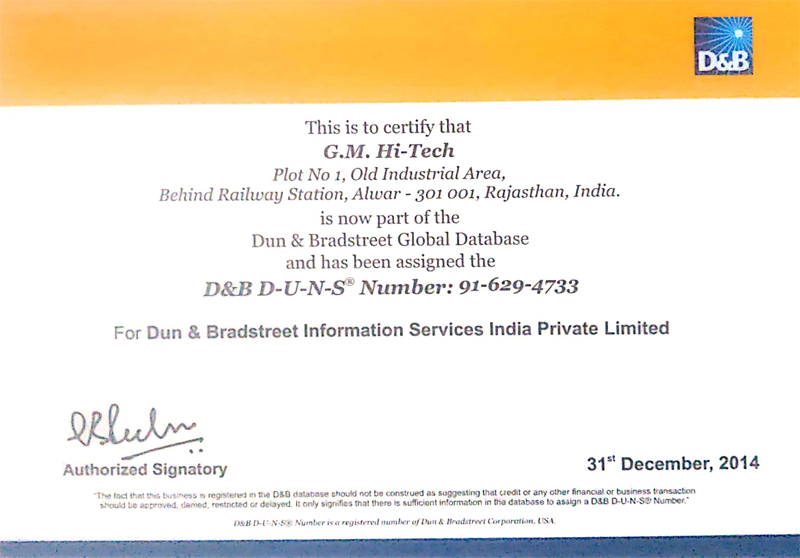 D&B
This is to certify that
G.M. Hi-Tech
Plot No 1, Old Industrial Area,
Behind Railway Station, Alwar - 301 001, Rajasthan, India.
is now part of the
Dun & Bradstreet Global Database
and has been assigned the
D&B D-U-N-S® Number: 91-629-4733
For Dun & Bradstreet Information Services India Private Limited
Authorized Signatory
31st December, 2014
"The fact that this business is registered in the D&B database should not be construed as suggesting that credit or any other financial or business transaction
should be approved, denied, restricted or delayed. It only signifies that there is sufficient information in the database to assign a D&B D-U-N-S® Number."
D&B D-U-N-S® Number is a registered number of Dun & Bradstreet Corporation, USA.